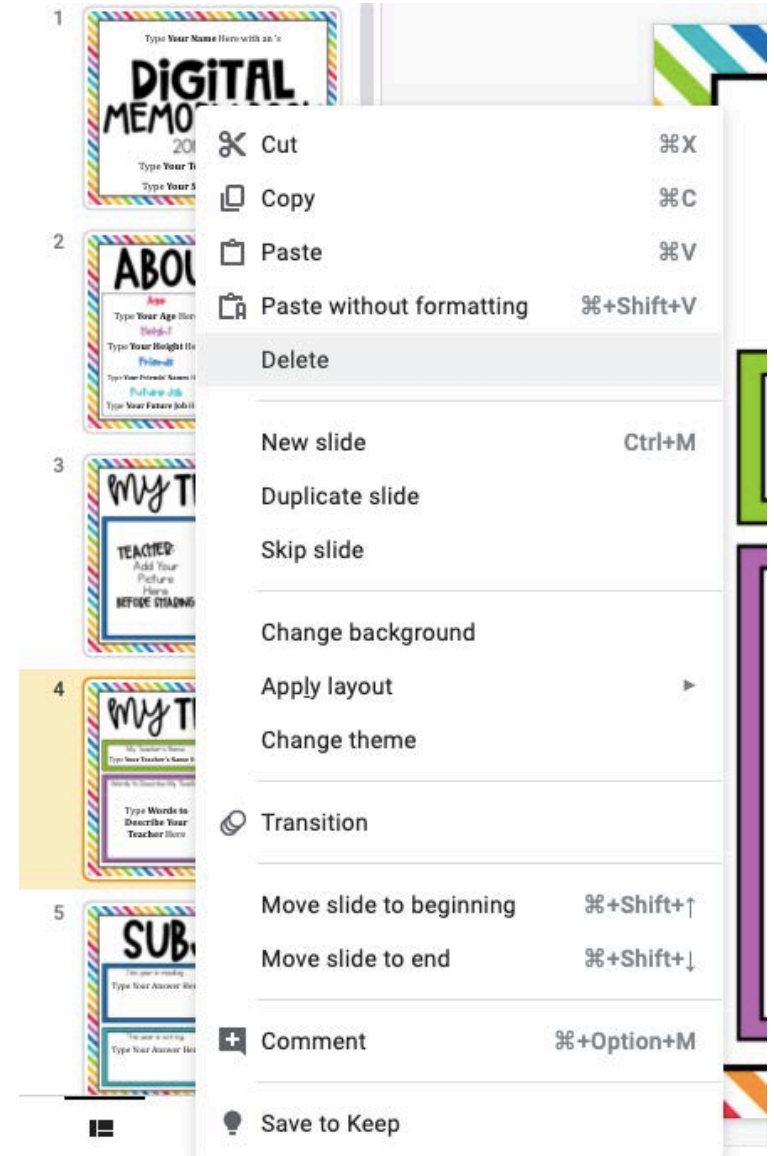 1
Type Your Name Here with an 's
DiGiTAL
MEMO
20
Type Your
Type Your
2
ABOU
Age
Type Your Age Here
Height
Type Your Height He
Friends
Type Your Friends' Names H
Future Job
Type Your Future Job H
3
MY T
TEACHER:
Add Your
Picture
Here
BEFORE SHARING
4
MY T
My Teacher's Name
Type Your Teacher's Name
Words to Describe My Teach
Type Words to
Describe Your
Teacher Here
5
SUB
This year in reading
Type Your Answer Her
This year in writing
Type Your Answer Her
Cut ⌘X
Copy ⌘C
Paste ⌘V
Paste without formatting ⌘+Shift+V
Delete
New slide Ctrl+M
Duplicate slide
Skip slide
Change background
Apply layout
Change theme
Transition
Move slide to beginning ⌘+Shift+↑
Move slide to end ⌘+Shift+↓
Comment ⌘+Option+M
Save to Keep